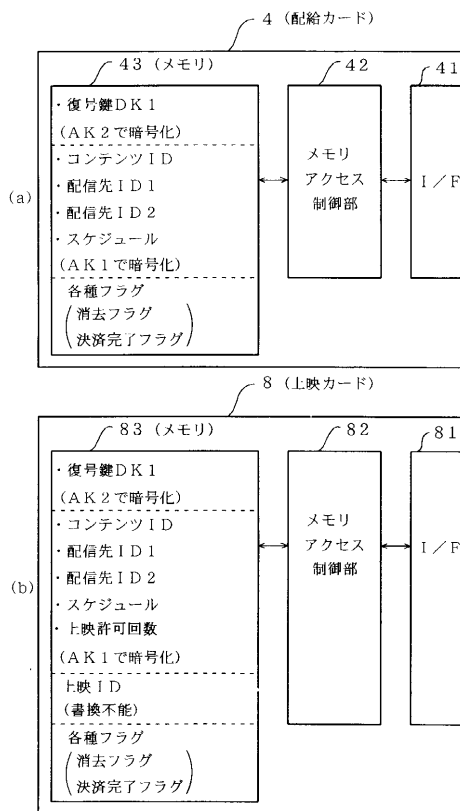 4（配給カード）
43（メモリ）
42
41
・復号鍵DK1
(AK2で暗号化)
・コンテンツID
・配信先ID1
・配信先ID2
・スケジュール
(AK1で暗号化)
各種フラグ
(消去フラグ
決済完了フラグ)
メモリ
アクセス
制御部
I／F
(a)
8（上映カード）
83（メモリ）
82
81
・復号鍵DK1
(AK2で暗号化)
・コンテンツID
・配信先ID1
・配信先ID2
・スケジュール
・上映許可回数
(AK1で暗号化)
上映ID
(書換不能)
各種フラグ
(消去フラグ
決済完了フラグ)
メモリ
アクセス
制御部
I／F
(b)